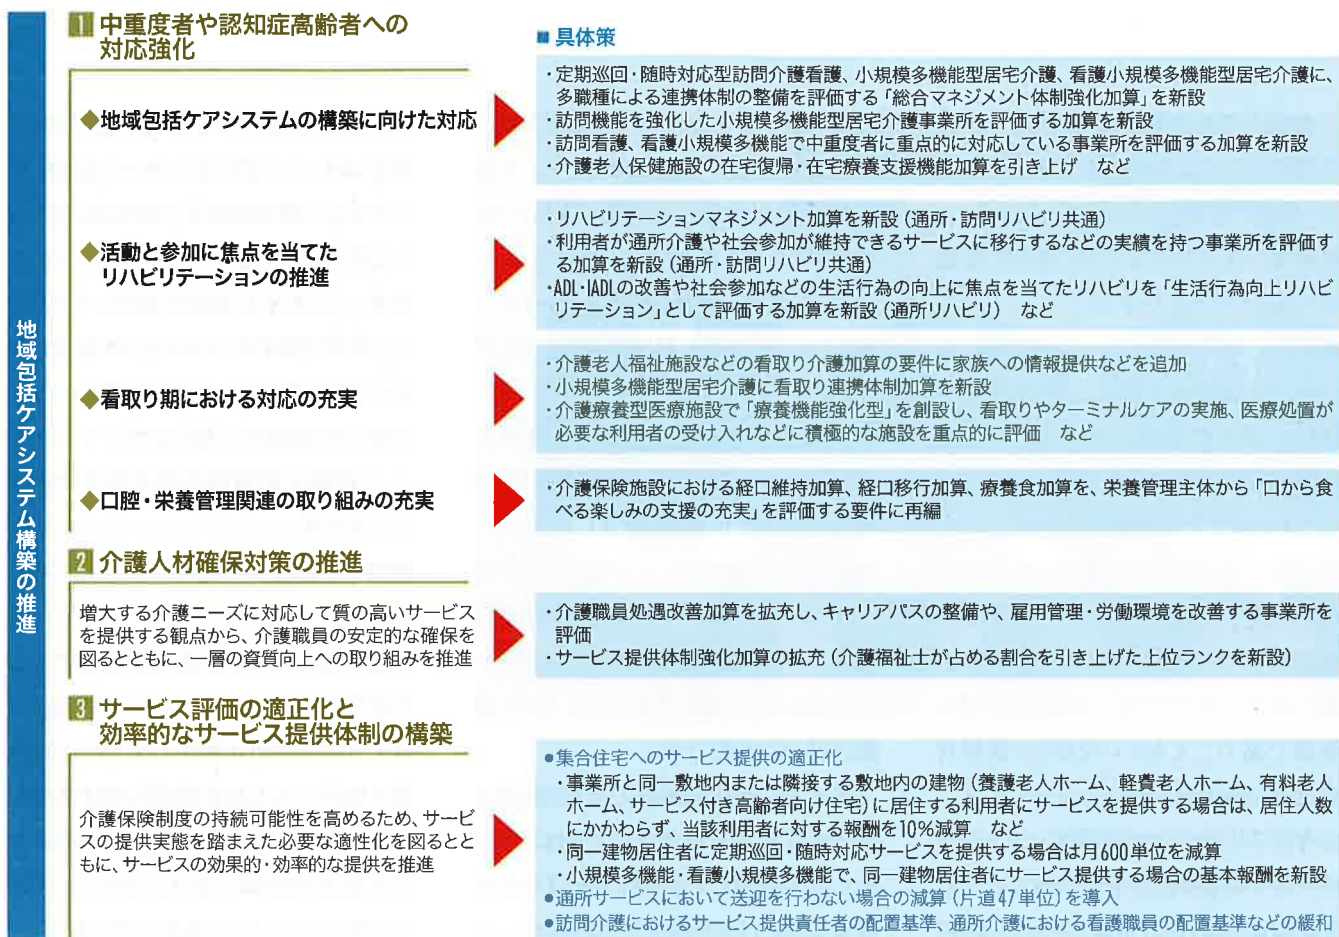 地域包括ケアシステム構築の推進
1 中重度者や認知症高齢者への
対応強化
■ 具体策
◆地域包括ケアシステムの構築に向けた対応
・定期巡回・随時対応型訪問介護看護、小規模多機能型居宅介護、看護小規模多機能型居宅介護に、
多職種による連携体制の整備を評価する「総合マネジメント体制強化加算」を新設
・訪問機能を強化した小規模多機能型居宅介護事業所を評価する加算を新設
・訪問看護、看護小規模多機能で中重度者に重点的に対応している事業所を評価する加算を新設
・介護老人保健施設の在宅復帰・在宅療養支援機能加算を引き上げ　など
◆活動と参加に焦点を当てた
リハビリテーションの推進
・リハビリテーションマネジメント加算を新設（通所・訪問リハビリ共通）
・利用者が通所介護や社会参加が維持できるサービスに移行するなどの実績を持つ事業所を評価す
る加算を新設（通所・訪問リハビリ共通）
・ADL・IADLの改善や社会参加などの生活行為の向上に焦点を当てたリハビリを「生活行為向上リハビ
リテーション」として評価する加算を新設（通所リハビリ）　など
◆看取り期における対応の充実
・介護老人福祉施設などの看取り介護加算の要件に家族への情報提供などを追加
・小規模多機能型居宅介護に看取り連携体制加算を新設
・介護療養型医療施設で「療養機能強化型」を創設し、看取りやターミナルケアの実施、医療処置が
必要な利用者の受け入れなどに積極的な施設を重点的に評価　など
◆口腔・栄養管理関連の取り組みの充実
・介護保険施設における経口維持加算、経口移行加算、療養食加算を、栄養管理主体から「口から食
べる楽しみの支援の充実」を評価する要件に再編
2 介護人材確保対策の推進
増大する介護ニーズに対応して質の高いサービス
を提供する観点から、介護職員の安定的な確保を
図るとともに、一層の資質向上への取り組みを推進
・介護職員処遇改善加算を拡充し、キャリアパスの整備や、雇用管理・労働環境を改善する事業所を
評価
・サービス提供体制強化加算の拡充（介護福祉士が占める割合を引き上げた上位ランクを新設）
3 サービス評価の適正化と
効率的なサービス提供体制の構築
介護保険制度の持続可能性を高めるため、サービ
スの提供実態を踏まえた必要な適性化を図るとと
もに、サービスの効果的・効率的な提供を推進
●集合住宅へのサービス提供の適正化
・事業所と同一敷地内または隣接する敷地内の建物（養護老人ホーム、軽費老人ホーム、有料老人
ホーム、サービス付き高齢者向け住宅）に居住する利用者にサービスを提供する場合は、居住人数
にかかわらず、当該利用者に対する報酬を10％減算　など
・同一建物居住者に定期巡回・随時対応サービスを提供する場合は月600単位を減算
・小規模多機能・看護小規模多機能で、同一建物居住者にサービス提供する場合の基本報酬を新設
●通所サービスにおいて送迎を行わない場合の減算（片道47単位）を導入
●訪問介護におけるサービス提供責任者の配置基準、通所介護における看護職員の配置基準などの緩和